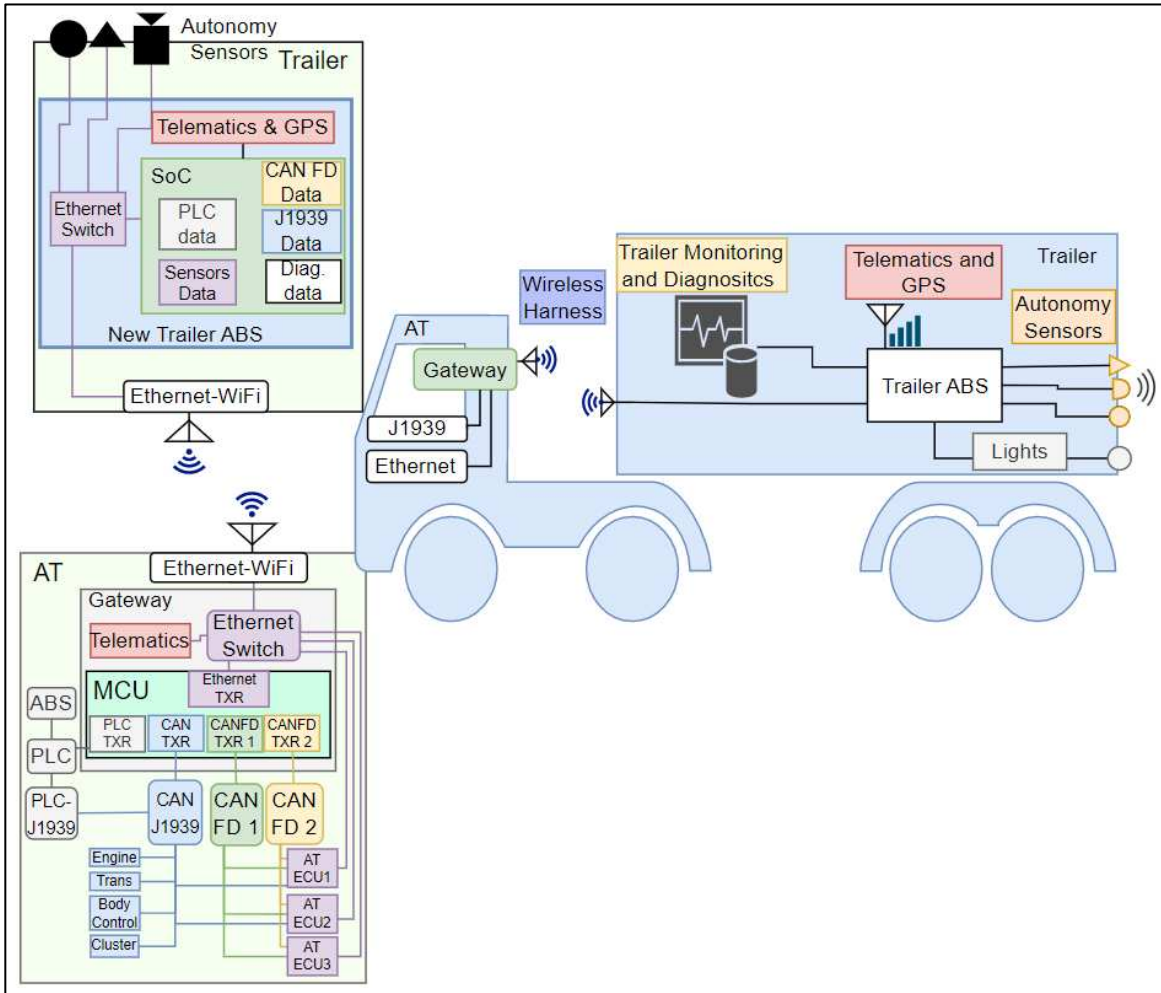 Autonomy
Sensors
Trailer
Telematics & GPS
SoC
CAN FD
Data
PLC
data
J1939
Data
Ethernet
Switch
Sensors
Data
Diag.
data
New Trailer ABS
Ethernet-WiFi
AT
Ethernet-WiFi
Gateway
Telematics
Ethernet
Switch
MCU
Ethernet
TXR
ABS
PLC
TXR
CAN
TXR
CANFD
TXR 1
CANFD
TXR 2
PLC
PLC-
J1939
CAN
J1939
CAN
FD 1
CAN
FD 2
Engine
Trans
Body
Control
Cluster
AT
ECU1
AT
ECU2
AT
ECU3
AT
Gateway
J1939
Ethernet
Wireless
Harness
Trailer Monitoring
and Diagnositcs
Telematics and
GPS
Trailer
Autonomy
Sensors
Trailer ABS
Lights